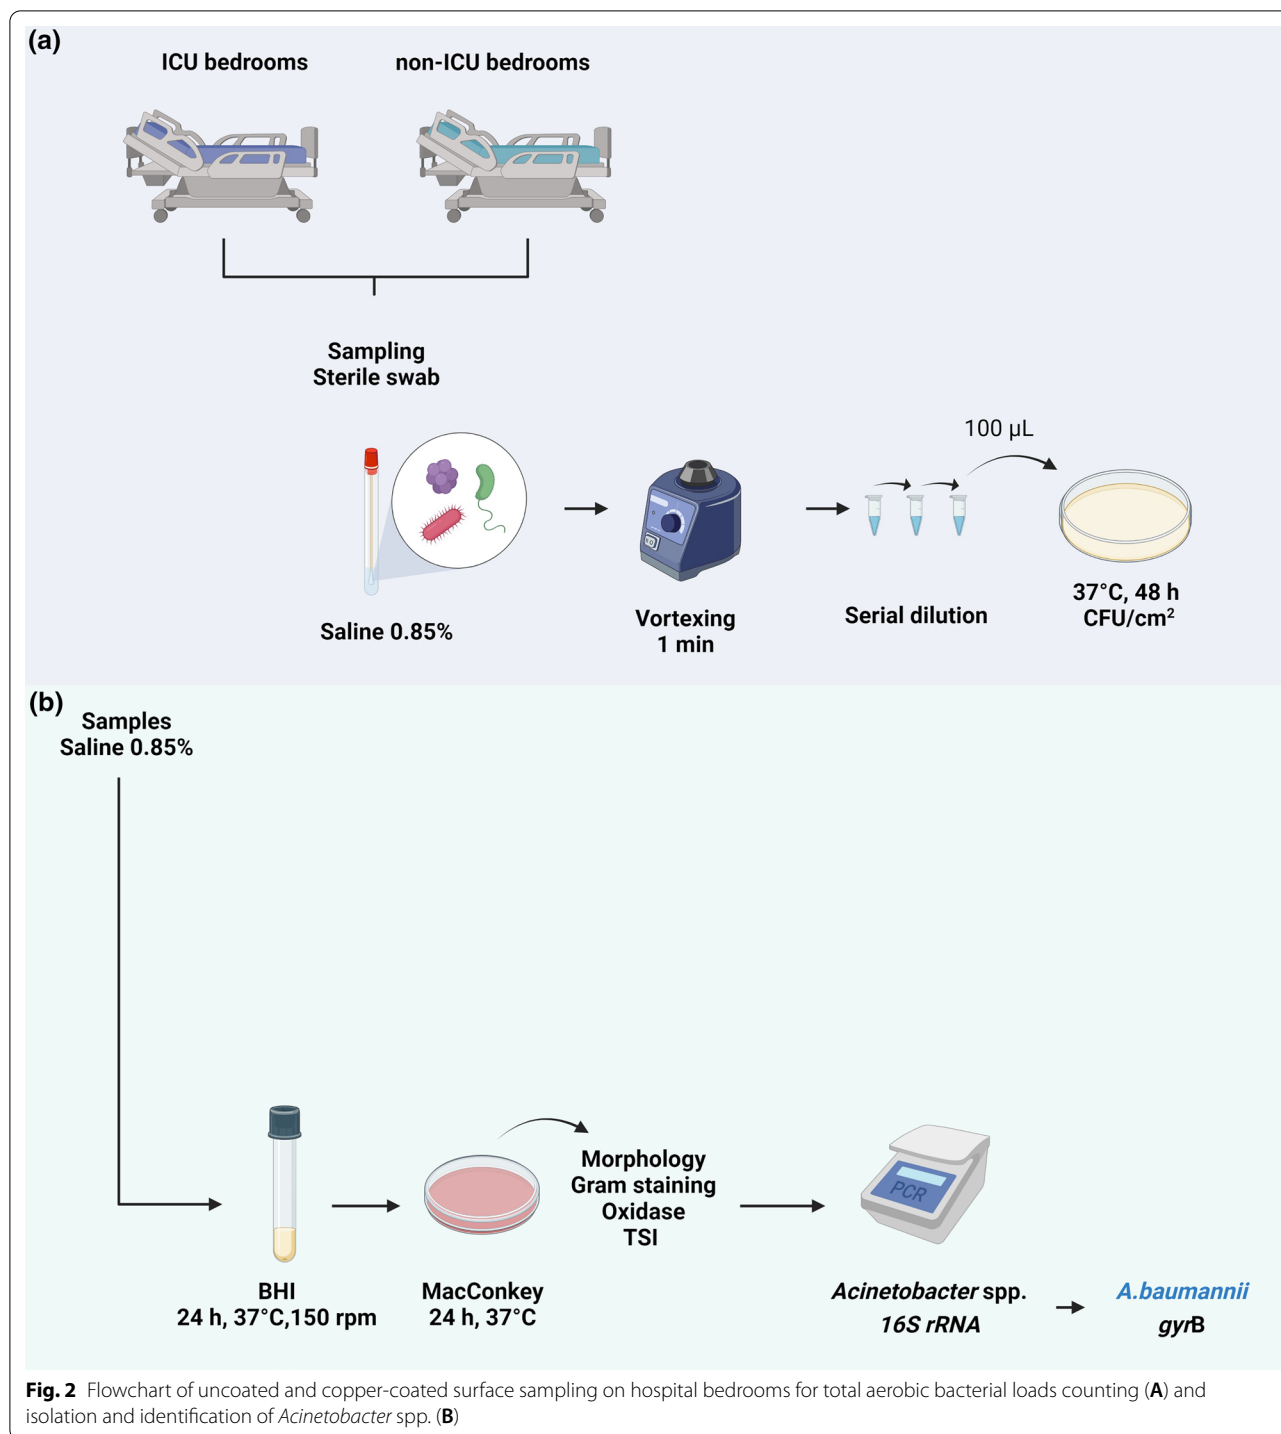 (a)
ICU bedrooms
non-ICU bedrooms
Sampling
Sterile swab
100 µL
Saline 0.85%
Vortexing
1 min
Serial dilution
37°C, 48 h
CFU/cm²
(b)
Samples
Saline 0.85%
Morphology
Gram staining
Oxidase
TSI
PCR
BHI
24 h, 37°C,150 rpm
MacConkey
24 h, 37°C
Acinetobacter spp.
16S rRNA
A.baumannii
gyrB
Fig. 2 Flowchart of uncoated and copper-coated surface sampling on hospital bedrooms for total aerobic bacterial loads counting (A) and
isolation and identification of Acinetobacter spp. (B)